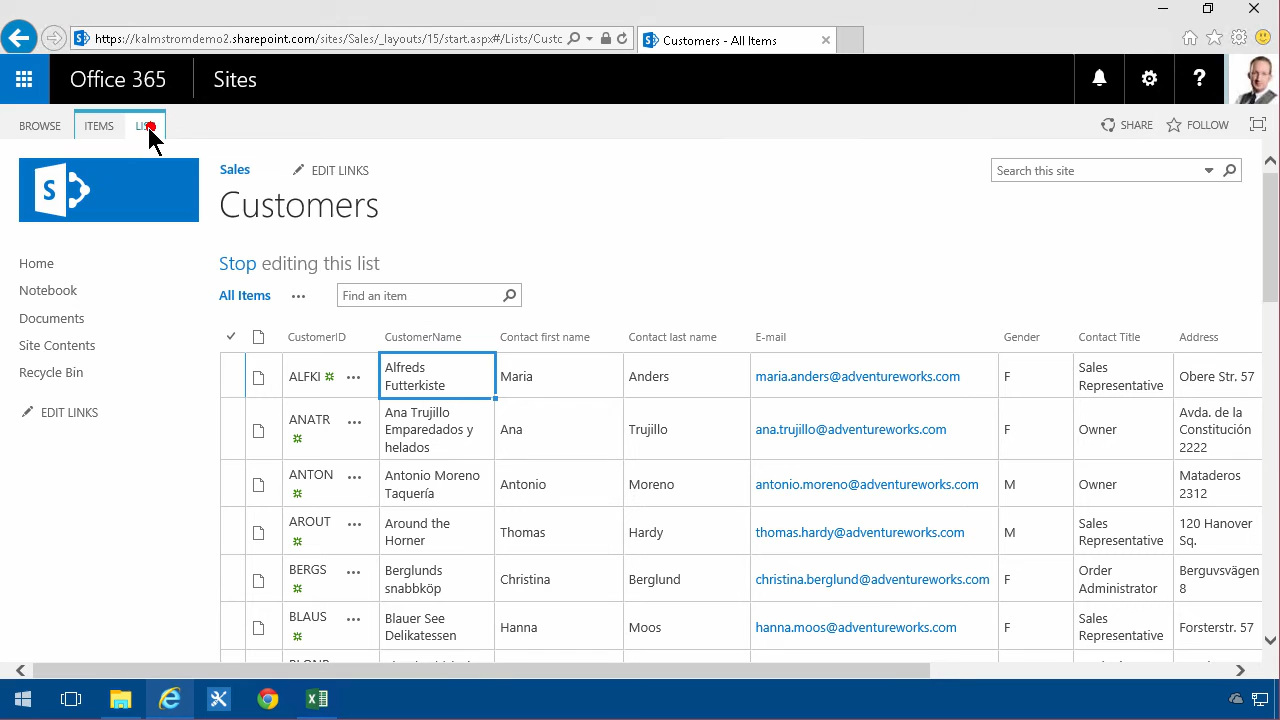 https://kalmstromdemo2.sharepoint.com/sites/Sales/_layouts/15/start.aspx#/Lists/Custc
Customers - All Items
Office 365
Sites
?
BROWSE
ITEMS
SHARE
FOLLOW
S
Sales
EDIT LINKS
Search this site
Customers
Home
Notebook
Documents
Site Contents
Recycle Bin
EDIT LINKS
Stop editing this list
All Items
Find an item
CustomerID CustomerName Contact first name Contact last name E-mail Gender Contact Title Address
ALFKI Alfreds Futterkiste Maria Anders maria.anders@adventureworks.com F Sales Representative Obere Str. 57
ANATR Ana Trujillo Emparedados y helados Ana Trujillo ana.trujillo@adventureworks.com F Owner Avda. de la Constitución 2222
ANTON Antonio Moreno Taquería Antonio Moreno antonio.moreno@adventureworks.com M Owner Mataderos 2312
AROUT Around the Horner Thomas Hardy thomas.hardy@adventureworks.com M Sales Representative 120 Hanover Sq.
BERGS Berglunds snabbköp Christina Berglund christina.berglund@adventureworks.com F Order Administrator Berguvsvägen 8
BLAUS Blauer See Delikatessen Hanna Moos hanna.moos@adventureworks.com F Sales Representative Forsterstr. 57